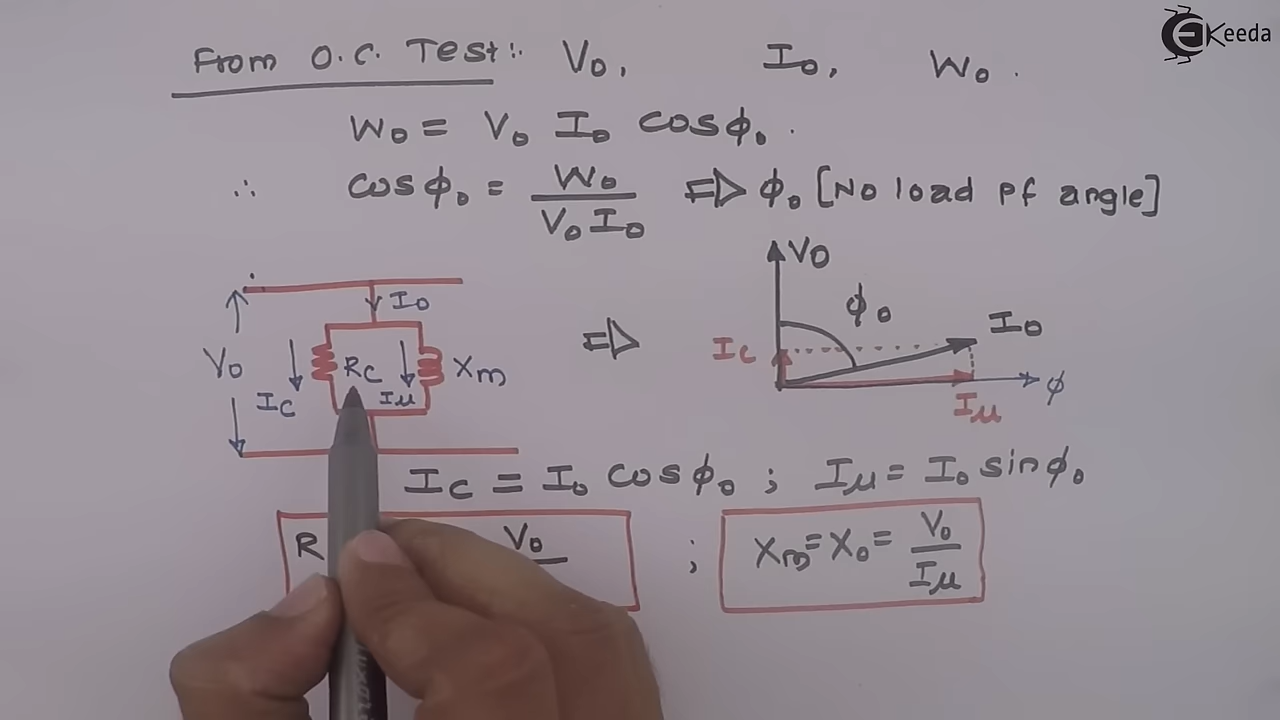 From O.C. Test:- V₀, I₀, W₀.
Keeda
W₀ = V₀ I₀ cosϕ₀.
∴ cosϕ₀ = W₀ / V₀I₀ ⇨ ϕ₀ [No load pf angle]
V₀
I₀
ϕ₀
I₀
V₀
Rc
Xm
Ic
Iμ
Ic
ϕ
Iμ
Ic = I₀ cosϕ₀ ; Iμ = I₀ sinϕ₀
R V₀ ; Xm = X₀ = V₀ / Iμ